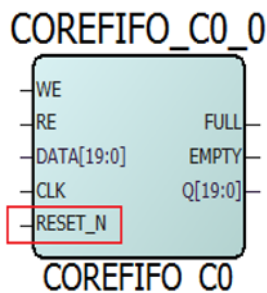 COREFIFO_C0_0
WE
RE
FULL
DATA[19:0]
EMPTY
CLK
Q[19:0]
RESET_N
COREFIFO_C0